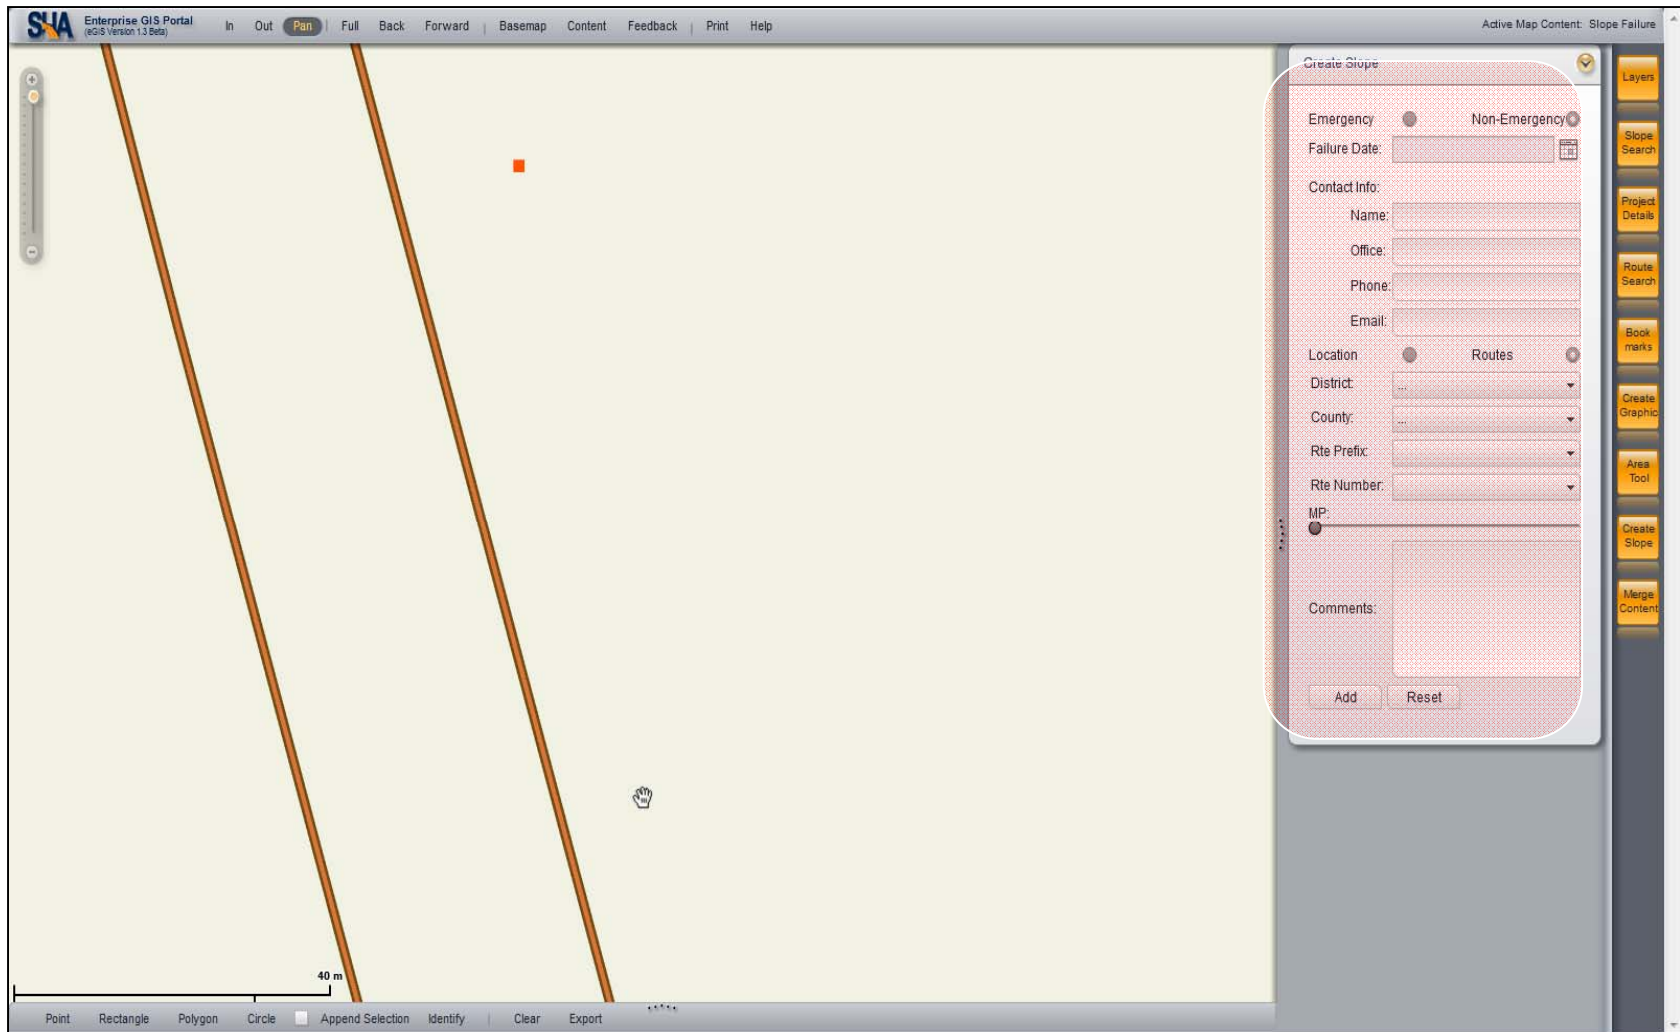 SHA Enterprise GIS Portal
(eGIS Version 1.3 Beta)
In Out Pan | Full Back Forward | Basemap Content Feedback | Print Help
Active Map Content: Slope Failure
Create Slope
Emergency Non-Emergency
Failure Date:
Contact Info:
Name:
Office:
Phone:
Email:
Location Routes
District: ...
County: ...
Rte Prefix:
Rte Number:
MP:
Comments:
Add Reset
Layers
Slope
Search
Project
Details
Route
Search
Book
marks
Create
Graphic
Area
Tool
Create
Slope
Merge
Content
40 m
Point Rectangle Polygon Circle Append Selection Identify | Clear Export